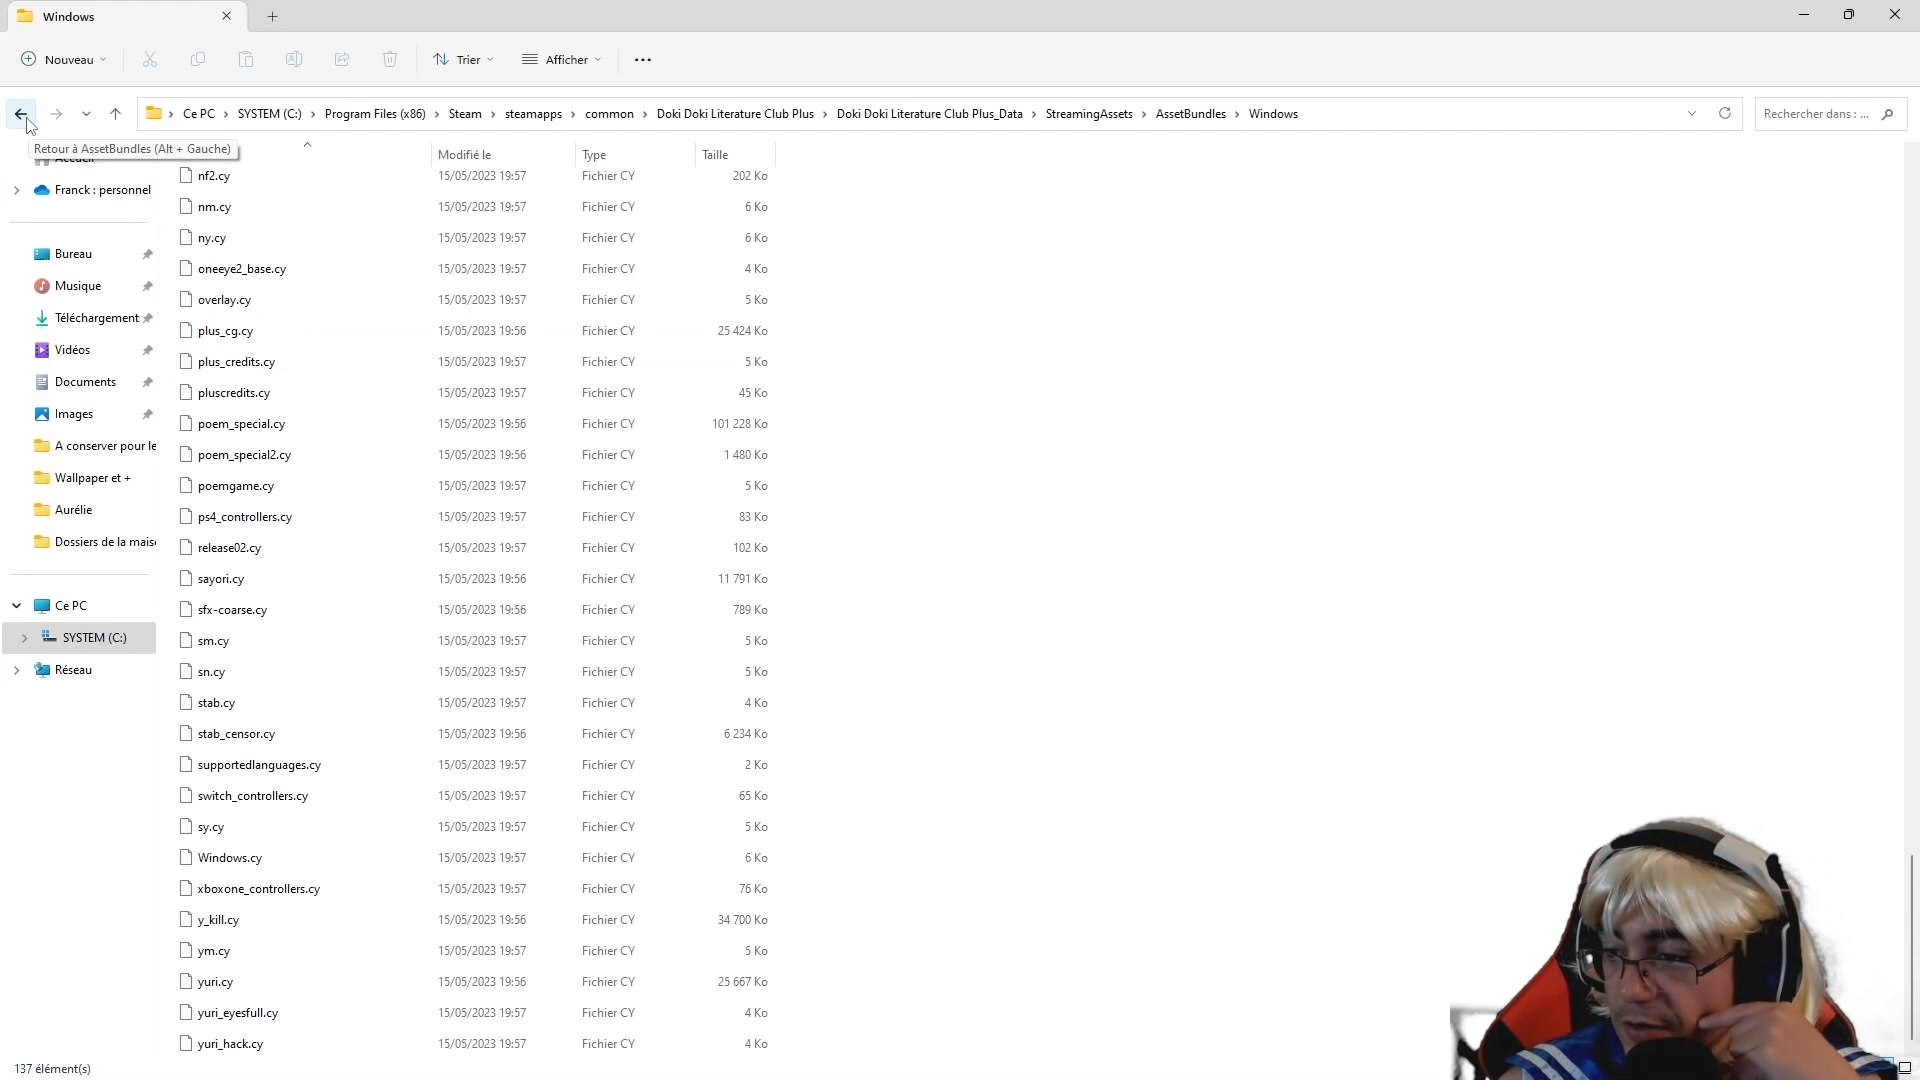 Windows
Nouveau
Trier
Afficher
Ce PC > SYSTEM (C:) > Program Files (x86) > Steam > steamapps > common > Doki Doki Literature Club Plus > Doki Doki Literature Club Plus_Data > StreamingAssets > AssetBundles > Windows
Rechercher dans : ...
Retour à AssetBundles (Alt + Gauche)
Accueil
Franck : personnel
Bureau
Musique
Téléchargement
Vidéos
Documents
Images
A conserver pour le
Wallpaper et +
Aurélie
Dossiers de la mais
Ce PC
SYSTEM (C:)
Réseau
Modifié le Type Taille
nf2.cy 15/05/2023 19:57 Fichier CY 202 Ko
nm.cy 15/05/2023 19:57 Fichier CY 6 Ko
ny.cy 15/05/2023 19:57 Fichier CY 6 Ko
oneeye2_base.cy 15/05/2023 19:57 Fichier CY 4 Ko
overlay.cy 15/05/2023 19:57 Fichier CY 5 Ko
plus_cg.cy 15/05/2023 19:56 Fichier CY 25 424 Ko
plus_credits.cy 15/05/2023 19:57 Fichier CY 5 Ko
pluscredits.cy 15/05/2023 19:57 Fichier CY 45 Ko
poem_special.cy 15/05/2023 19:56 Fichier CY 101 228 Ko
poem_special2.cy 15/05/2023 19:56 Fichier CY 1 480 Ko
poemgame.cy 15/05/2023 19:57 Fichier CY 5 Ko
ps4_controllers.cy 15/05/2023 19:57 Fichier CY 83 Ko
release02.cy 15/05/2023 19:57 Fichier CY 102 Ko
sayori.cy 15/05/2023 19:56 Fichier CY 11 791 Ko
sfx-coarse.cy 15/05/2023 19:56 Fichier CY 789 Ko
sm.cy 15/05/2023 19:57 Fichier CY 5 Ko
sn.cy 15/05/2023 19:57 Fichier CY 5 Ko
stab.cy 15/05/2023 19:57 Fichier CY 4 Ko
stab_censor.cy 15/05/2023 19:56 Fichier CY 6 234 Ko
supportedlanguages.cy 15/05/2023 19:57 Fichier CY 2 Ko
switch_controllers.cy 15/05/2023 19:57 Fichier CY 65 Ko
sy.cy 15/05/2023 19:57 Fichier CY 5 Ko
Windows.cy 15/05/2023 19:57 Fichier CY 6 Ko
xboxone_controllers.cy 15/05/2023 19:57 Fichier CY 76 Ko
y_kill.cy 15/05/2023 19:56 Fichier CY 34 700 Ko
ym.cy 15/05/2023 19:57 Fichier CY 5 Ko
yuri.cy 15/05/2023 19:56 Fichier CY 25 667 Ko
yuri_eyesfull.cy 15/05/2023 19:57 Fichier CY 4 Ko
yuri_hack.cy 15/05/2023 19:57 Fichier CY 4 Ko
137 élément(s)